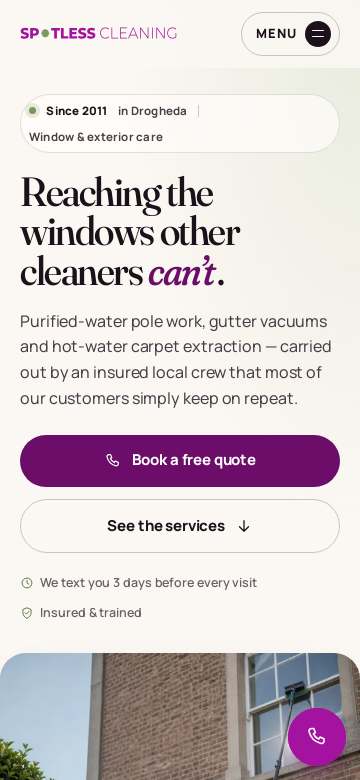 SPOTLESS CLEANING
MENU
Since 2011 in Drogheda
Window & exterior care
Reaching the
windows other
cleaners can't.
Purified-water pole work, gutter vacuums
and hot-water carpet extraction — carried
out by an insured local crew that most of
our customers simply keep on repeat.
Book a free quote
See the services ↓
We text you 3 days before every visit
Insured & trained